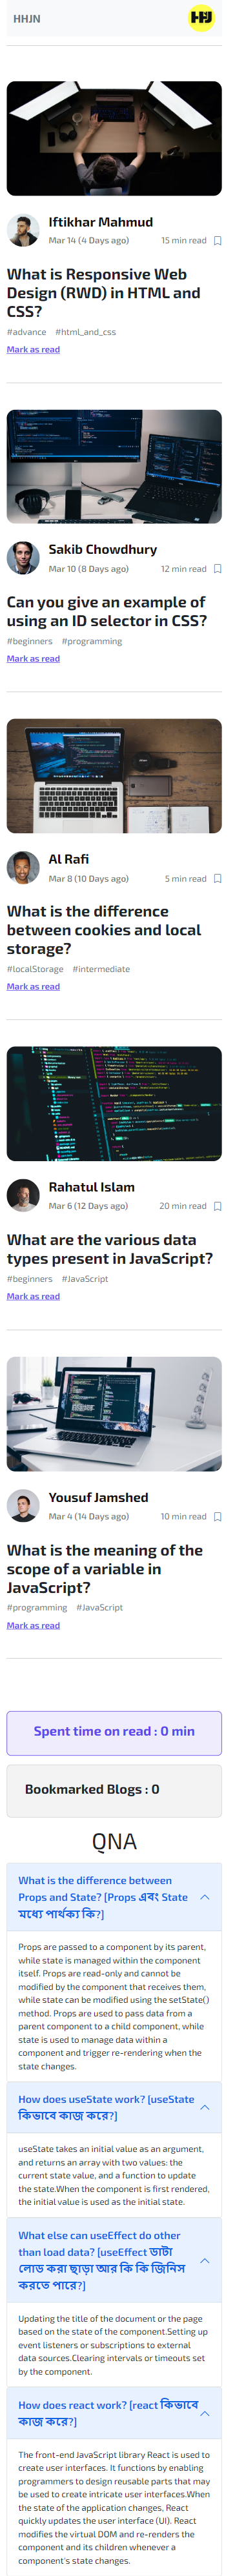 HHJN
HHJ
Iftikhar Mahmud
Mar 14 (4 Days ago) 15 min read
What is Responsive Web
Design (RWD) in HTML and
CSS?
#advance #html_and_css
Mark as read
Sakib Chowdhury
Mar 10 (8 Days ago) 12 min read
Can you give an example of
using an ID selector in CSS?
#beginners #programming
Mark as read
Al Rafi
Mar 8 (10 Days ago) 5 min read
What is the difference
between cookies and local
storage?
#localStorage #intermediate
Mark as read
Rahatul Islam
Mar 6 (12 Days ago) 20 min read
What are the various data
types present in JavaScript?
#beginners #JavaScript
Mark as read
Yousuf Jamshed
Mar 4 (14 Days ago) 10 min read
What is the meaning of the
scope of a variable in
JavaScript?
#programming #JavaScript
Mark as read
Spent time on read : 0 min
Bookmarked Blogs : 0
QNA
What is the difference between
Props and State? [Props এবং State
মধ্যে পার্থক্য কি?]
Props are passed to a component by its parent,
while state is managed within the component
itself. Props are read-only and cannot be
modified by the component that receives them,
while state can be modified using the setState()
method. Props are used to pass data from a
parent component to a child component, while
state is used to manage data within a
component and trigger re-rendering when the
state changes.
How does useState work? [useState
কিভাবে কাজ করে?]
useState takes an initial value as an argument,
and returns an array with two values: the
current state value, and a function to update
the state.When the component is first rendered,
the initial value is used as the initial state.
What else can useEffect do other
than load data? [useEffect ডাটা
লোড করা ছাড়া আর কি কি জিনিস
করতে পারে?]
Updating the title of the document or the page
based on the state of the component.Setting up
event listeners or subscriptions to external
data sources.Clearing intervals or timeouts set
by the component.
How does react work? [react কিভাবে
কাজ করে?]
The front-end JavaScript library React is used to
create user interfaces. It functions by enabling
programmers to design reusable parts that may
be used to create intricate user interfaces.When
the state of the application changes, React
quickly updates the user interface (UI). React
modifies the virtual DOM and re-renders the
component and its children whenever a
component's state changes.